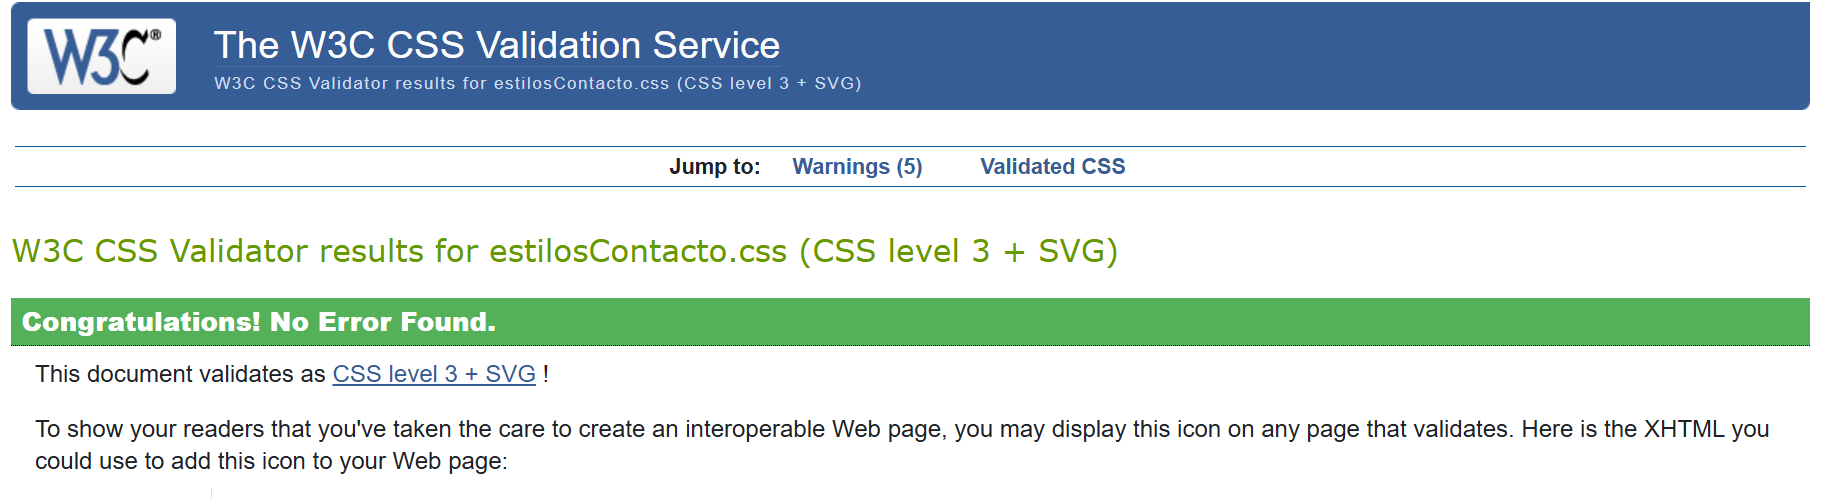 W3C®
The W3C CSS Validation Service
W3C CSS Validator results for estilosContacto.css (CSS level 3 + SVG)
Jump to: Warnings (5) Validated CSS
W3C CSS Validator results for estilosContacto.css (CSS level 3 + SVG)
Congratulations! No Error Found.
This document validates as CSS level 3 + SVG !
To show your readers that you've taken the care to create an interoperable Web page, you may display this icon on any page that validates. Here is the XHTML you
could use to add this icon to your Web page: